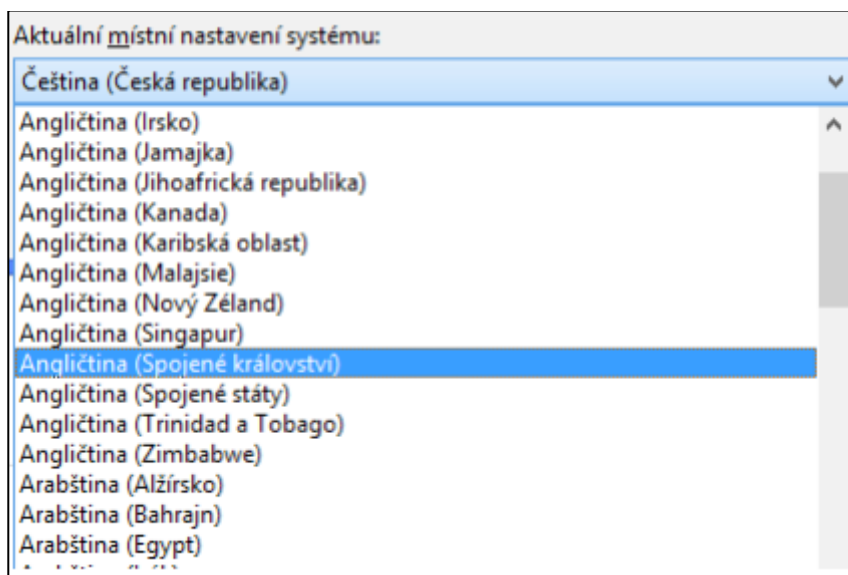 Aktuální místní nastavení systému:
Čeština (Česká republika)
Angličtina (Irsko)
Angličtina (Jamajka)
Angličtina (Jihoafrická republika)
Angličtina (Kanada)
Angličtina (Karibská oblast)
Angličtina (Malajsie)
Angličtina (Nový Zéland)
Angličtina (Singapur)
Angličtina (Spojené království)
Angličtina (Spojené státy)
Angličtina (Trinidad a Tobago)
Angličtina (Zimbabwe)
Arabština (Alžírsko)
Arabština (Bahrajn)
Arabština (Egypt)